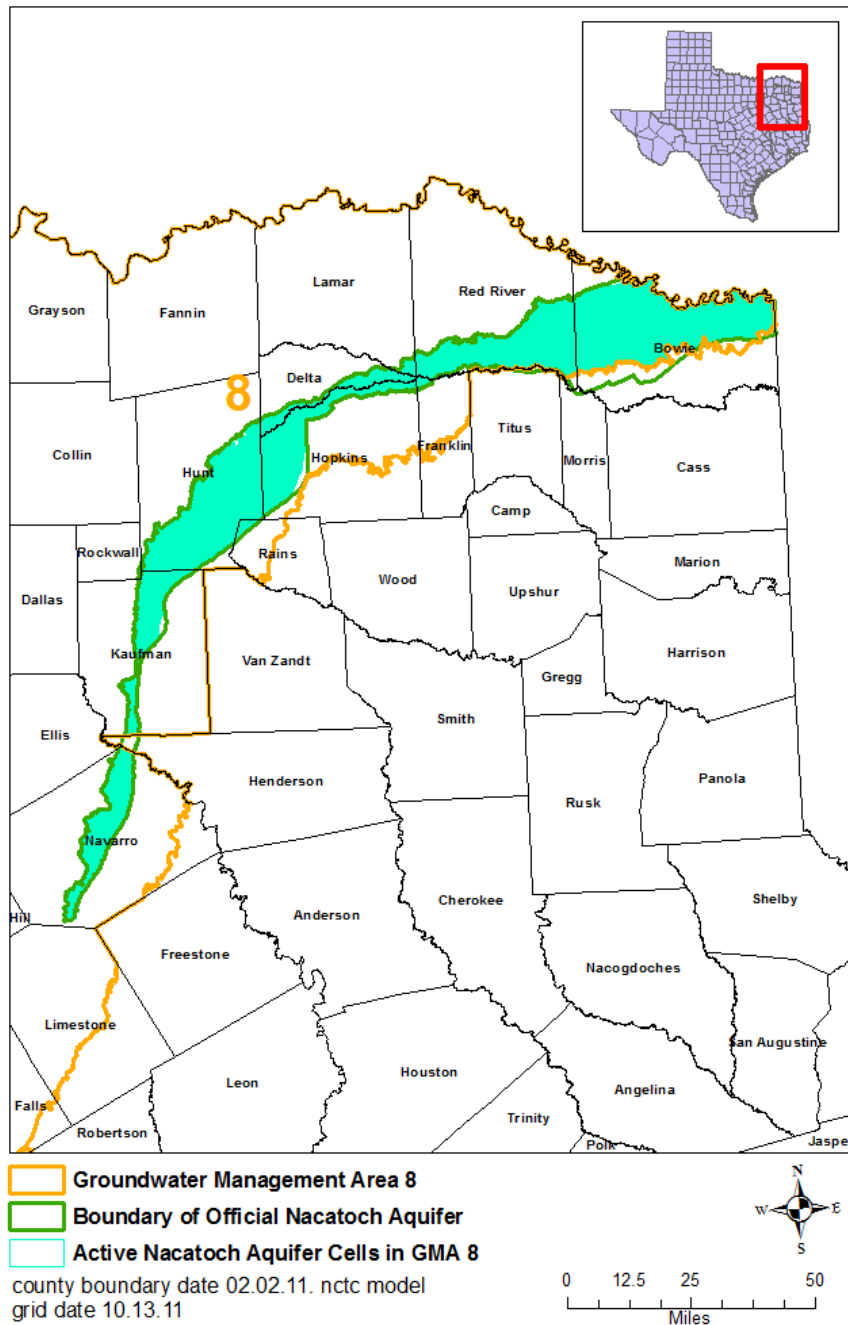 Lamar
Red River
Grayson
Fannin
Bowie
Delta
8
Titus
Franklin
Collin
Hopkins
Morris
Cass
Hunt
Camp
Rockwall
Rains
Marion
Wood
Upshur
Dallas
Kaufman
Van Zandt
Harrison
Gregg
Smith
Ellis
Panola
Henderson
Rusk
Navarro
Shelby
Cherokee
Hill
Anderson
Freestone
Nacogdoches
Limestone
San Augustine
Houston
Leon
Angelina
Falls
Trinity
Robertson
Polk
Jaspe
Groundwater Management Area 8
Boundary of Official Nacatoch Aquifer
Active Nacatoch Aquifer Cells in GMA 8
county boundary date 02.02.11. nctc model
grid date 10.13.11
N
W E
S
0 12.5 25 50
Miles